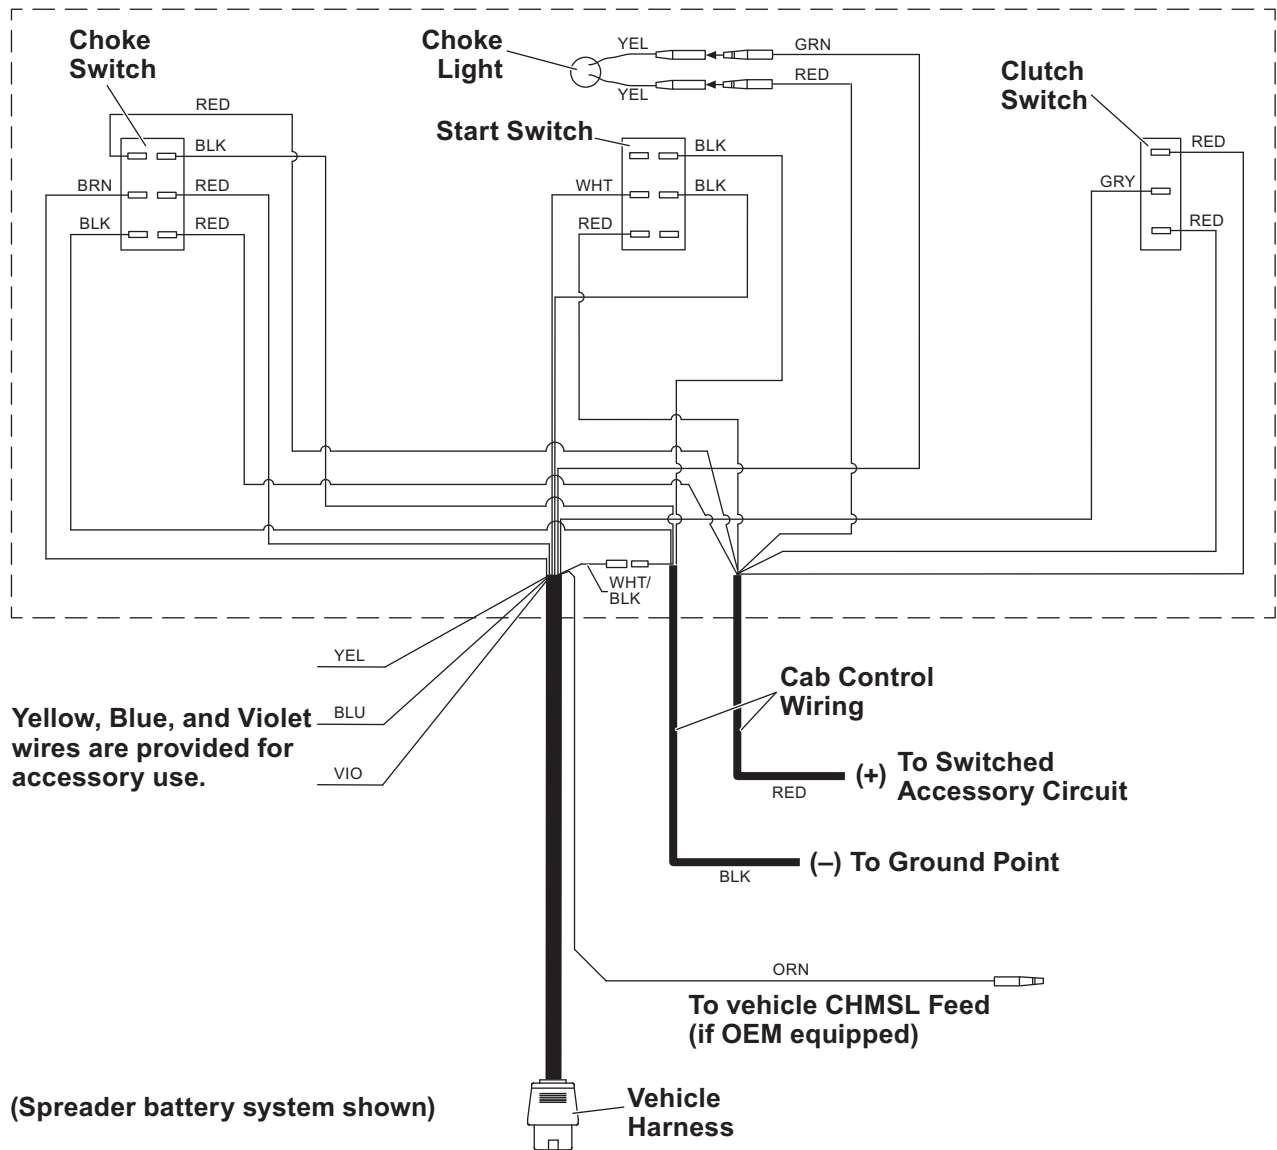 Choke
Switch
Choke
Light
YEL
GRN
RED
YEL
Clutch
Switch
RED
Start Switch
BLK
BLK
RED
BRN
RED
WHT
BLK
GRY
BLK
RED
RED
RED
WHT/
BLK
YEL
BLU
VIO
Yellow, Blue, and Violet
wires are provided for
accessory use.
Cab Control
Wiring
(+) To Switched
Accessory Circuit
RED
(–) To Ground Point
BLK
ORN
To vehicle CHMSL Feed
(if OEM equipped)
(Spreader battery system shown)
Vehicle
Harness